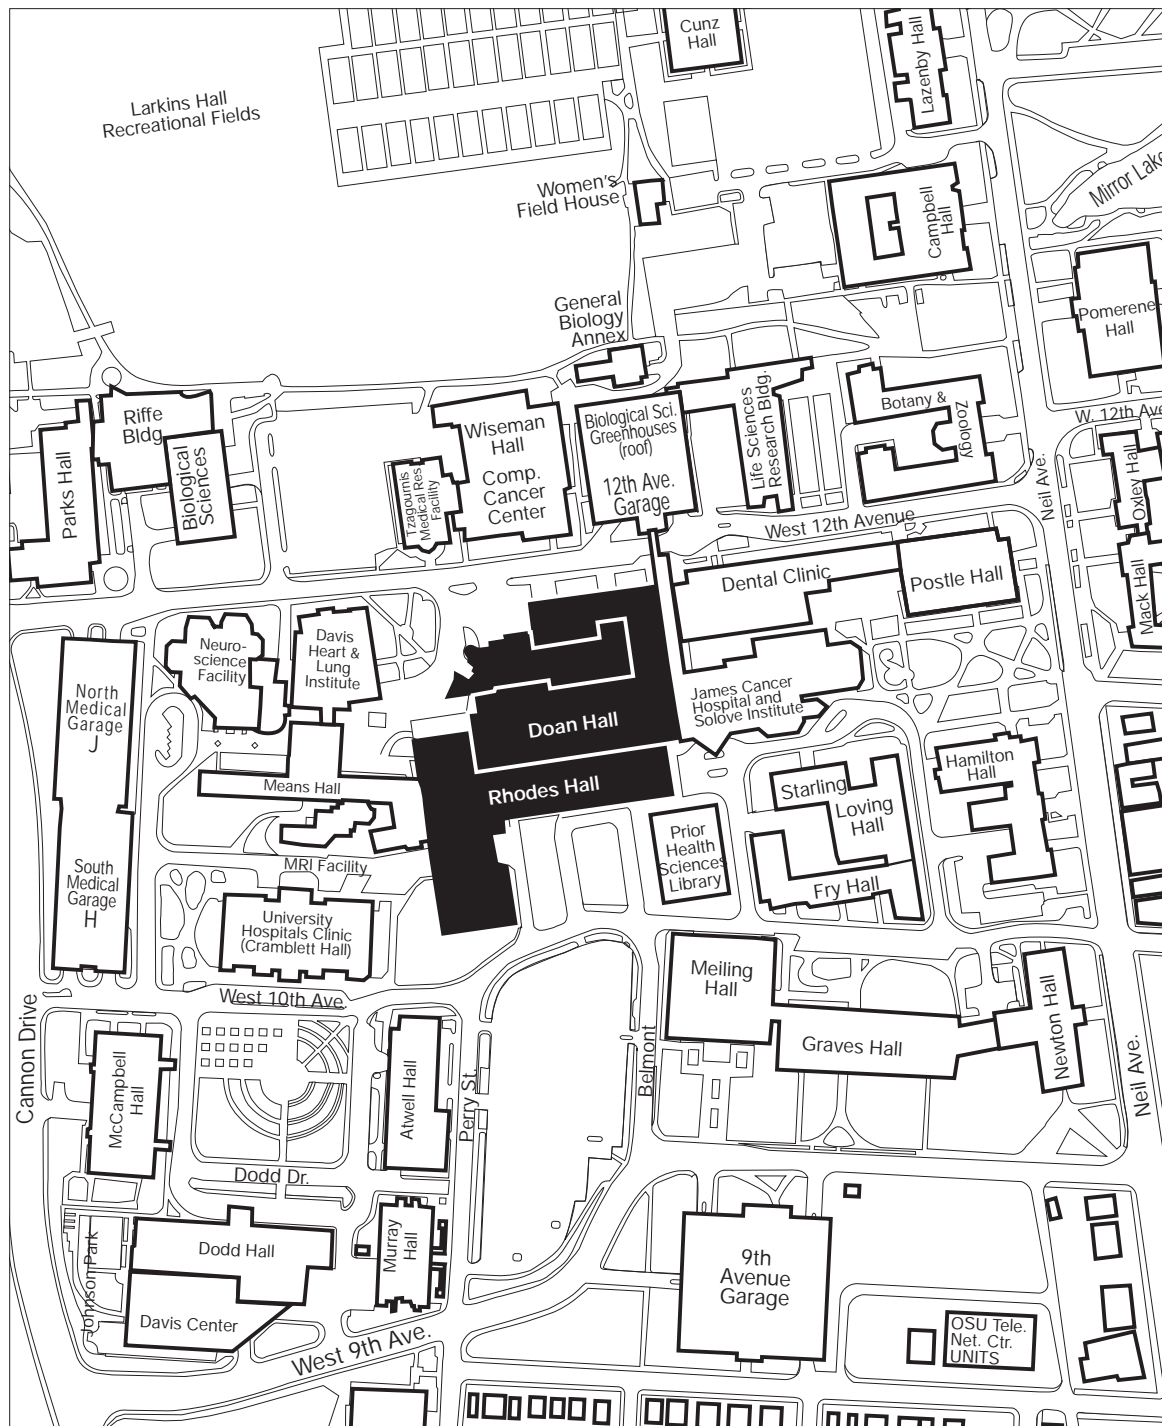 Cunz
Hall
Lazenby Hall
Larkins Hall
Recreational Fields
Mirror Lake
Women's
Field House
Campbell
Hall
General
Biology
Annex
Pomerene
Hall
Riffe
Bldg.
Parks Hall
Biological
Sciences
Wiseman
Hall
Comp.
Cancer
Center
Tzagournis
Medical Res
Facility
Biological Sci.
Greenhouses
(roof)
12th Ave.
Garage
Life Sciences
Research Bldg.
Botany &
Zoology
W. 12th Ave
Neil Ave.
Oxley Hall
West 12th Avenue
Mack Hall
Dental Clinic
Postle Hall
Neuro-
science
Facility
Davis
Heart &
Lung
Institute
North
Medical
Garage
J
James Cancer
Hospital and
Solove Institute
Doan Hall
Rhodes Hall
Means Hall
Hamilton
Hall
Starling
Loving
Hall
Prior
Health
Sciences
Library
MRI Facility
Fry Hall
South
Medical
Garage
H
University
Hospitals Clinic
(Cramblett Hall)
Meiling
Hall
West 10th Ave.
Cannon Drive
Newton Hall
Graves Hall
McCampbell
Hall
Atwell Hall
Perry St.
Belmont
Neil Ave.
Dodd Dr.
Johnson Park
Dodd Hall
Murray
Hall
9th
Avenue
Garage
Davis Center
West 9th Ave.
OSU Tele.
Net. Ctr.
UNITS